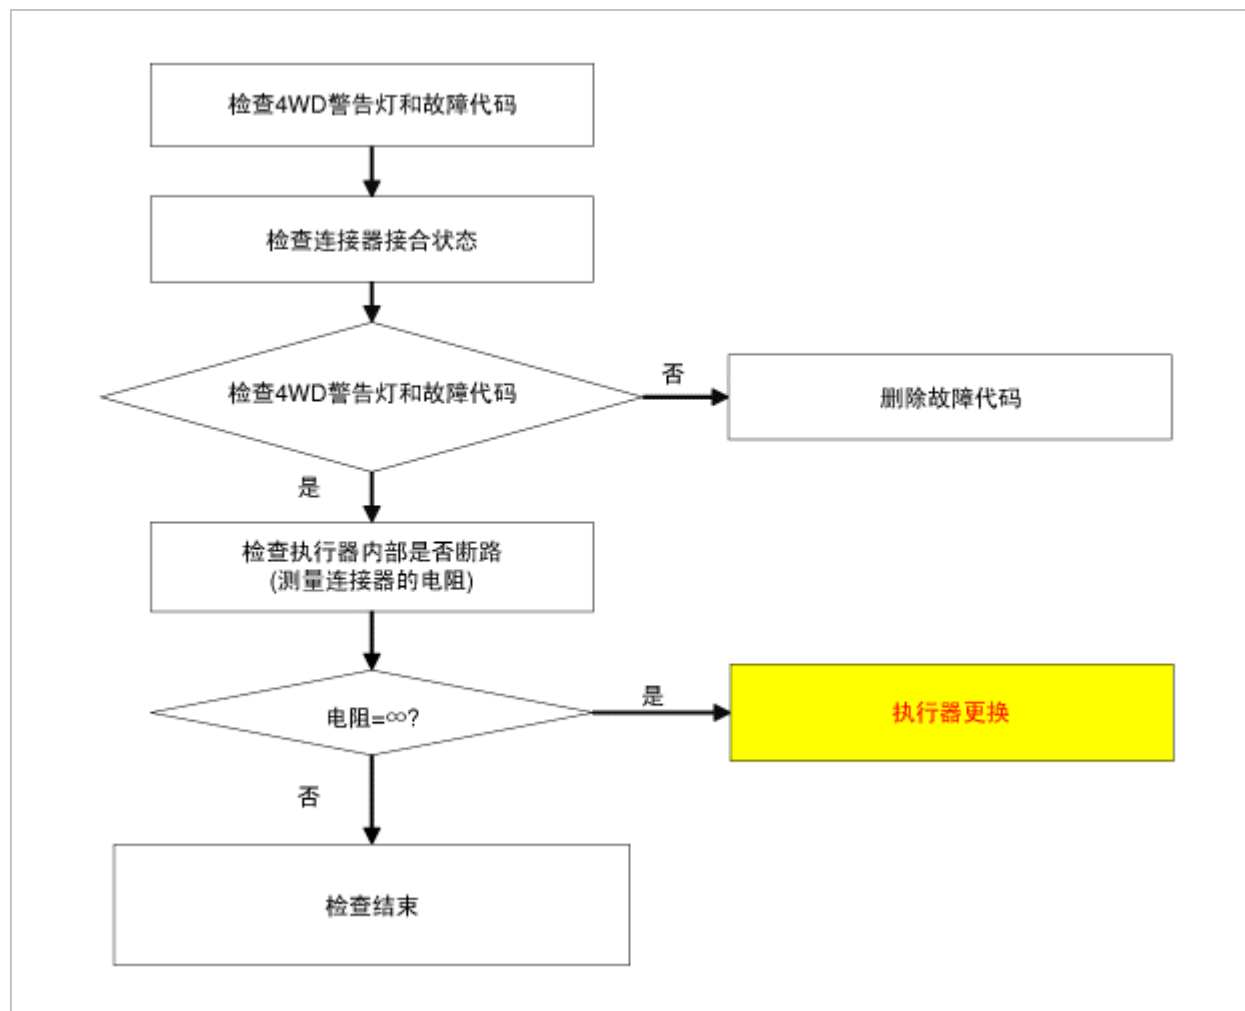 检查4WD警告灯和故障代码
检查连接器接合状态
检查4WD警告灯和故障代码
否
删除故障代码
是
检查执行器内部是否断路
(测量连接器的电阻)
电阻=∞?
是
执行器更换
否
检查结束